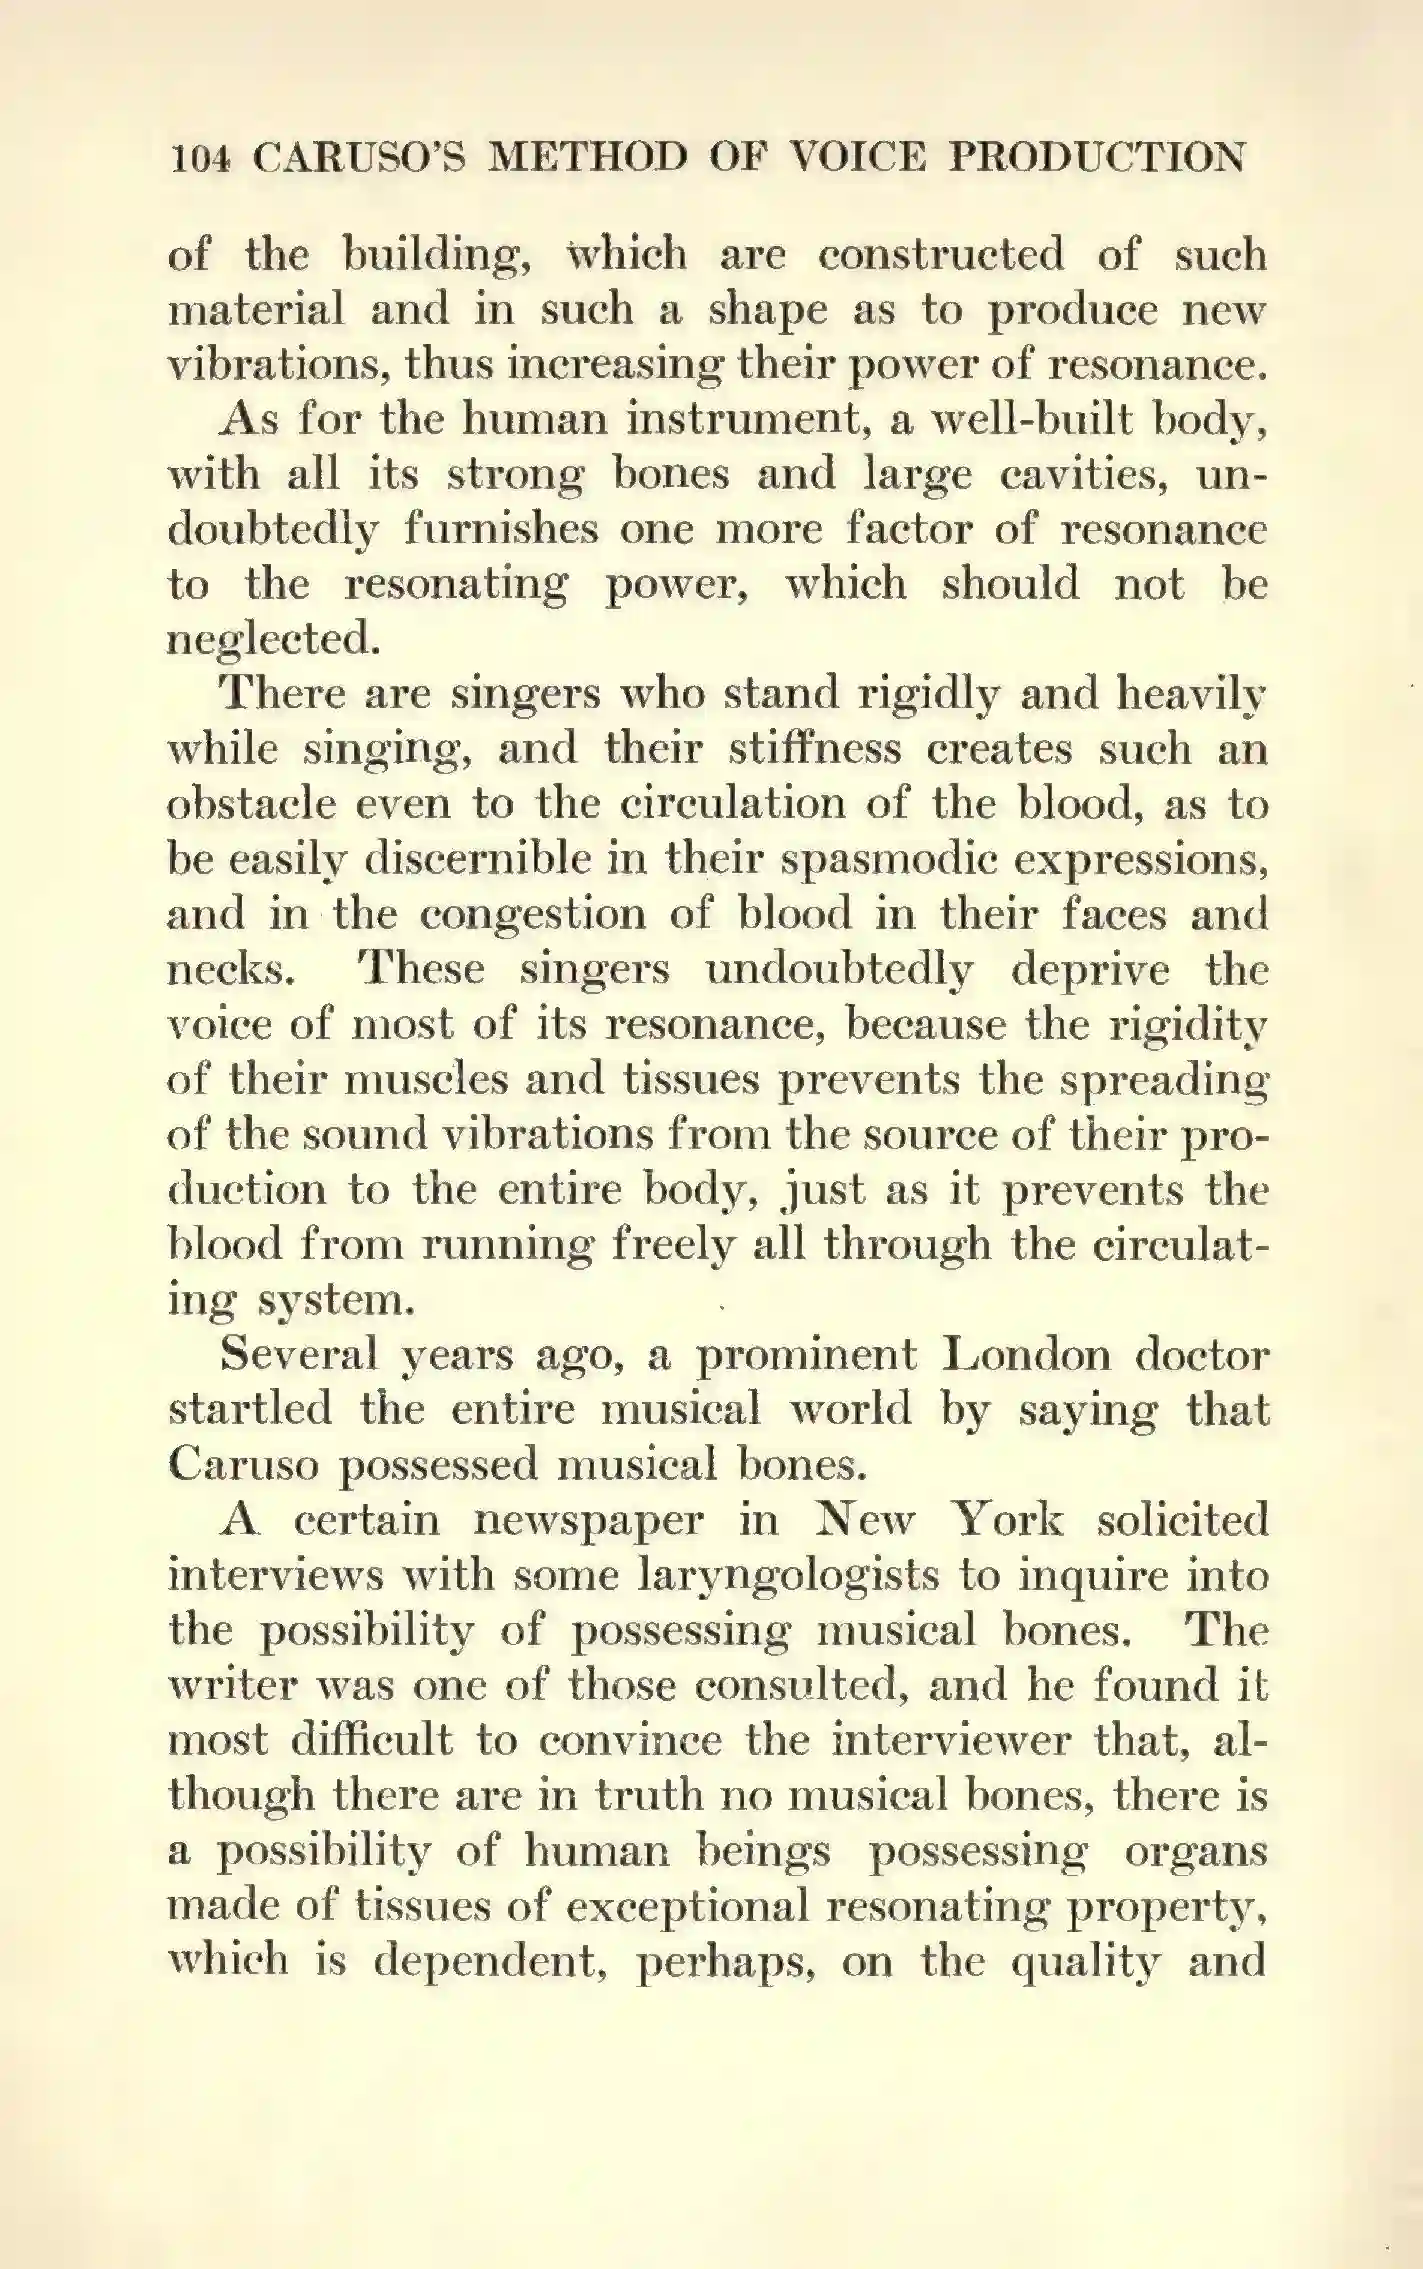 104 CARUSO'S METHOD OF VOICE PRODUCTION
of the building, which are constructed of such
material and in such a shape as to produce new
vibrations, thus increasing their power of resonance.
As for the human instrument, a well-built body,
with all its strong bones and large cavities, un-
doubtedly furnishes one more factor of resonance
to the resonating power, which should not be
neglected.
There are singers who stand rigidly and heavily
while singing, and their stiffness creates such an
obstacle even to the circulation of the blood, as to
be easily discernible in their spasmodic expressions,
and in the congestion of blood in their faces and
necks. These singers undoubtedly deprive the
voice of most of its resonance, because the rigidity
of their muscles and tissues prevents the spreading
of the sound vibrations from the source of their pro-
duction to the entire body, just as it prevents the
blood from running freely all through the circulat-
ing system.
Several years ago, a prominent London doctor
startled the entire musical world by saying that
Caruso possessed musical bones.
A certain newspaper in New York solicited
interviews with some laryngologists to inquire into
the possibility of possessing musical bones. The
writer was one of those consulted, and he found it
most difficult to convince the interviewer that, al-
though there are in truth no musical bones, there is
a possibility of human beings possessing organs
made of tissues of exceptional resonating property,
which is dependent, perhaps, on the quality and